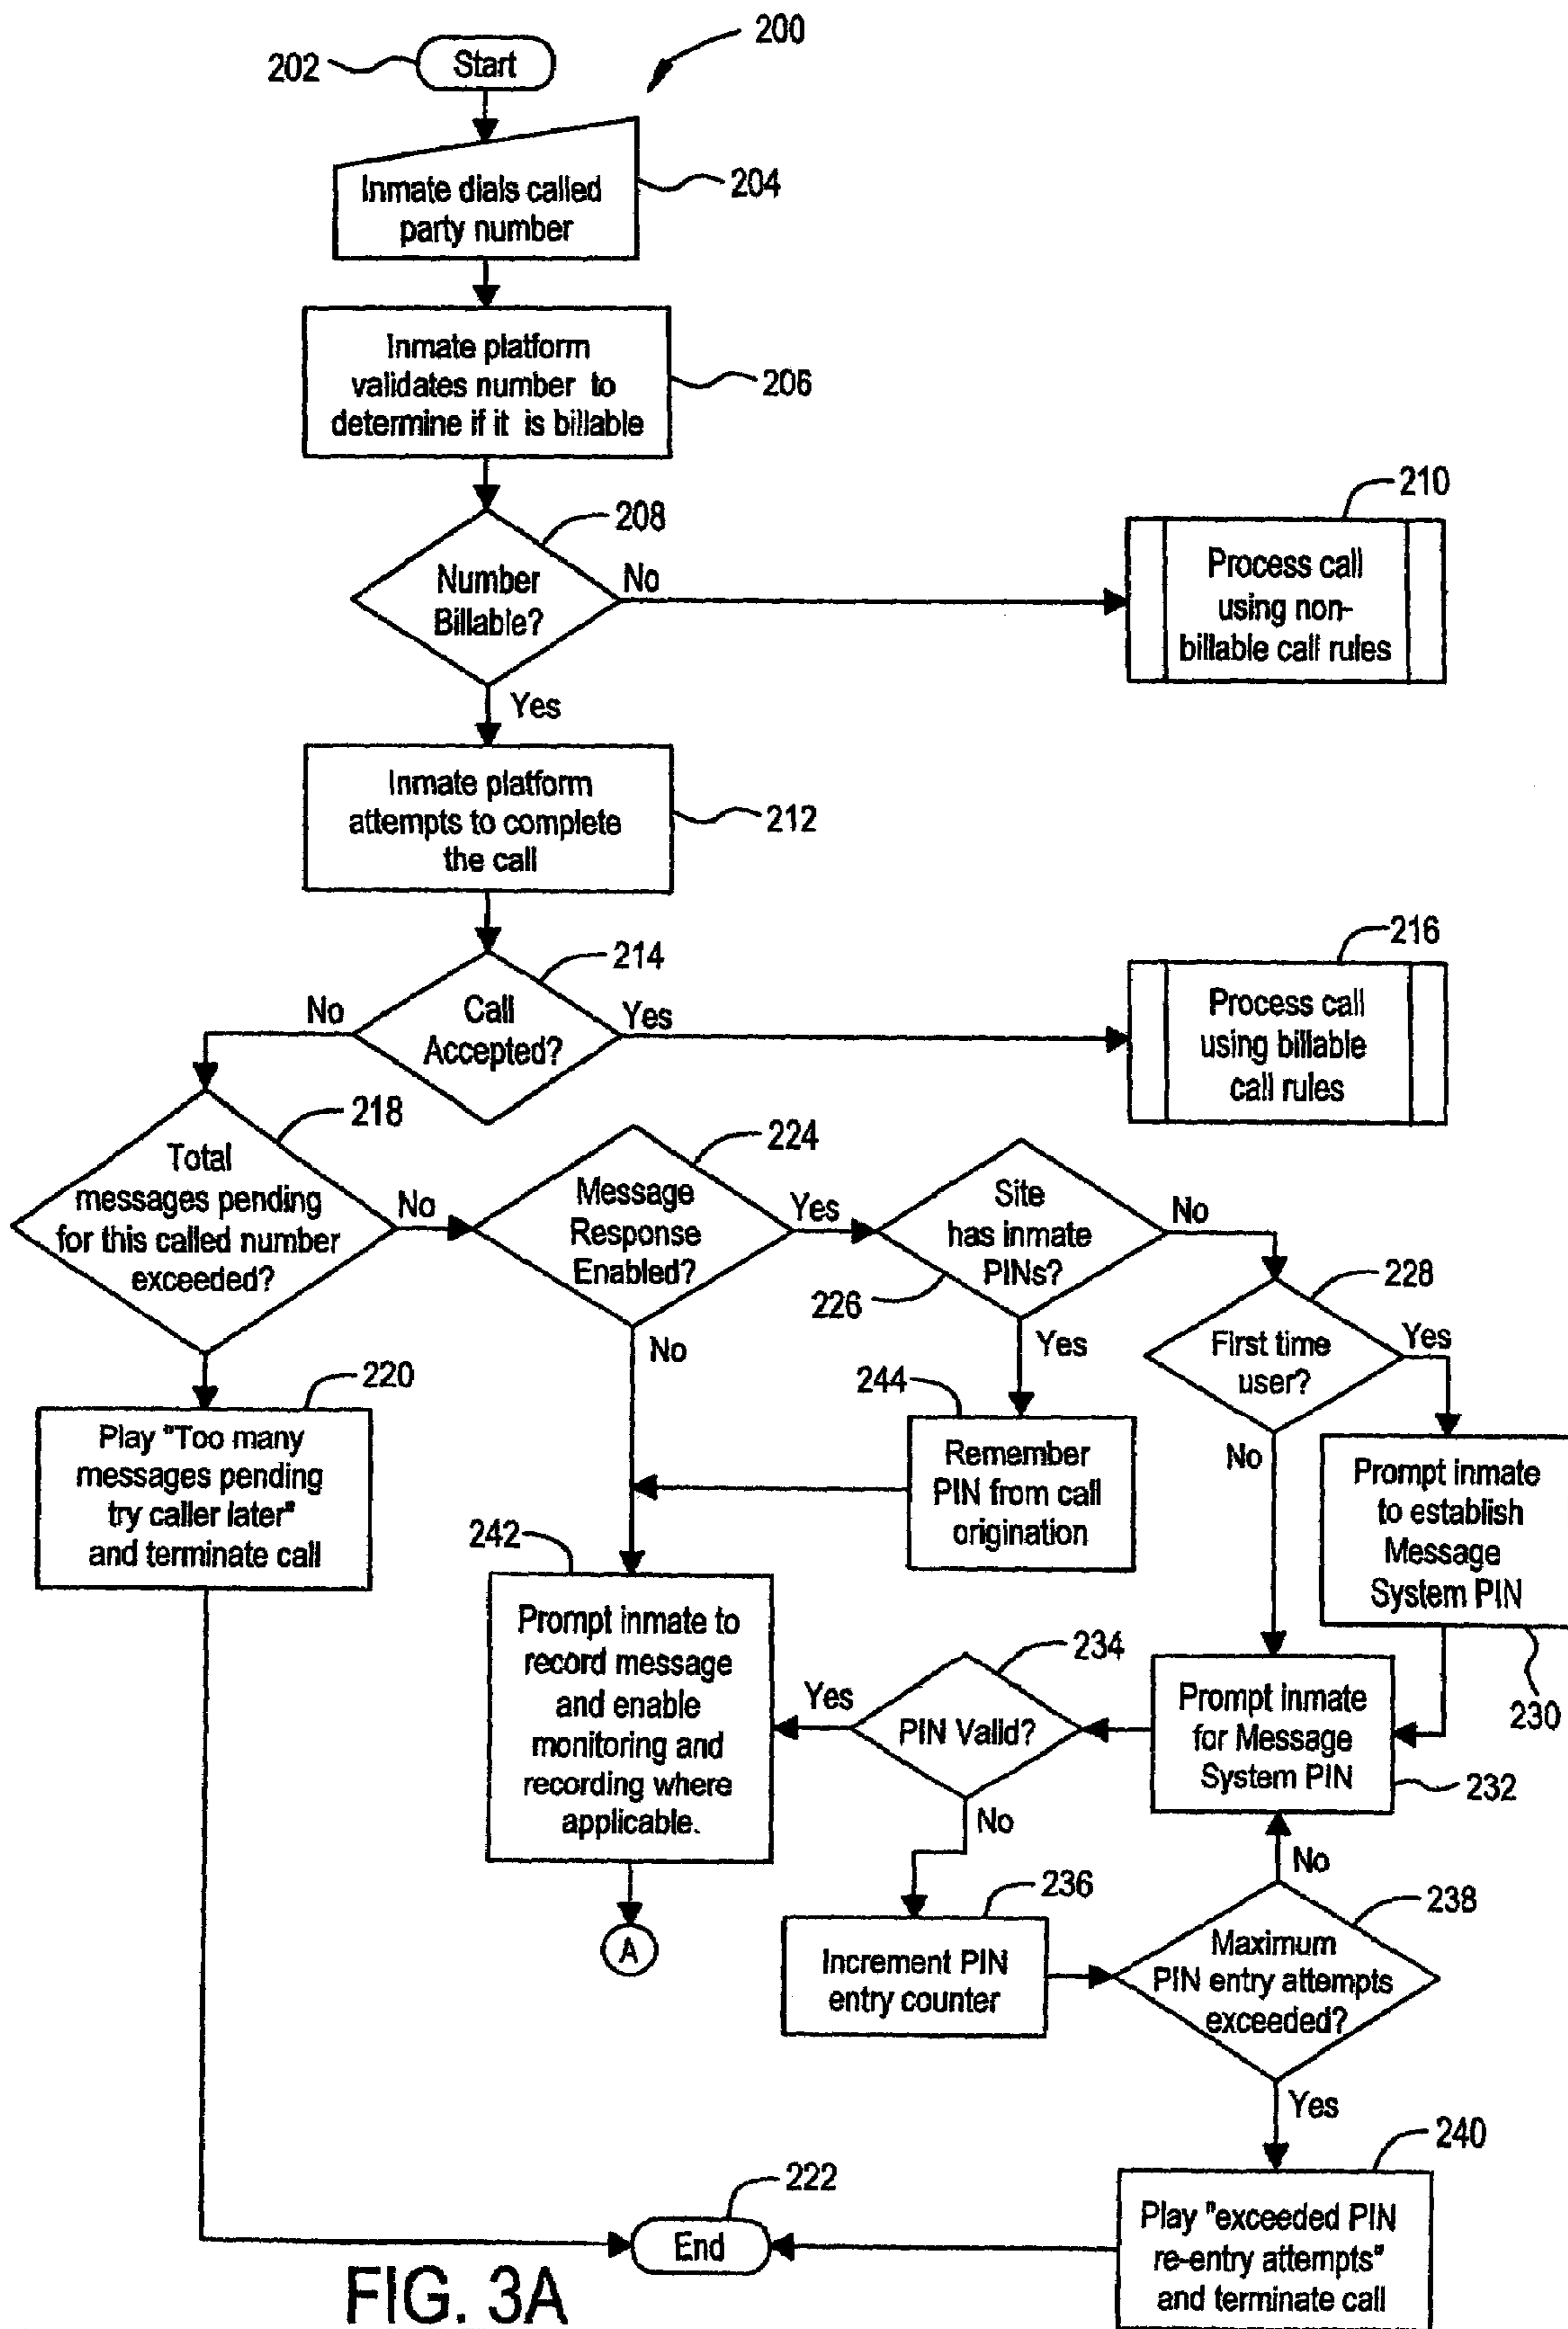 200
202
Start
Inmate dials called
party number
204
Inmate platform
validates number to
determine if it is billable
206
208
Number
Billable?
No
Yes
210
Process call
using non-
billable call rules
Inmate platform
attempts to complete
the call
212
214
Call
Accepted?
No
Yes
216
Process call
using billable
call rules
218
Total
messages pending
for this called number
exceeded?
No
224
Message
Response
Enabled?
Yes
No
Site
has inmate
PINs?
226
No
Yes
228
First time
user?
Yes
No
220
Play "Too many
messages pending
try caller later"
and terminate call
244
Remember
PIN from call
origination
Prompt inmate
to establish
Message
System PIN
230
242
Prompt inmate to
record message
and enable
monitoring and
recording where
applicable.
A
234
PIN Valid?
Yes
No
Prompt inmate
for Message
System PIN
232
236
Increment PIN
entry counter
238
Maximum
PIN entry attempts
exceeded?
No
Yes
240
Play "exceeded PIN
re-entry attempts"
and terminate call
222
End
FIG. 3A